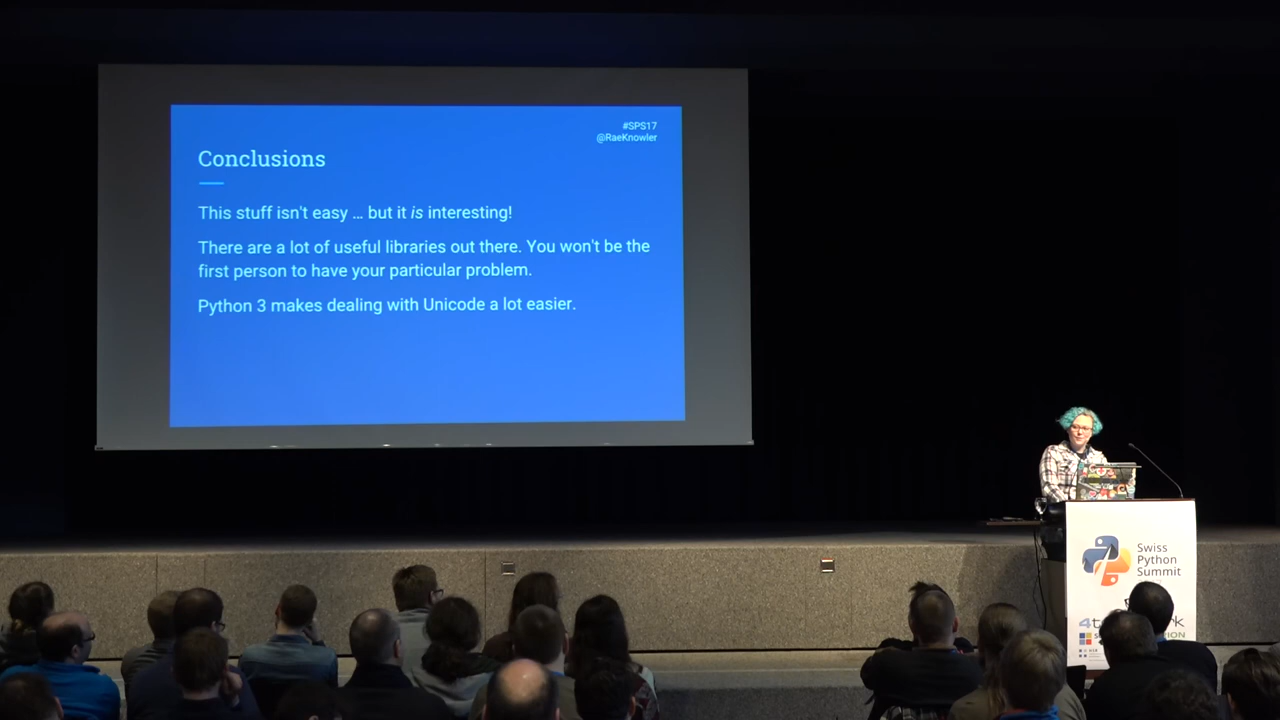 #SPS17
@RaeKnowler
Conclusions
This stuff isn't easy ... but it is interesting!
There are a lot of useful libraries out there. You won't be the
first person to have your particular problem.
Python 3 makes dealing with Unicode a lot easier.
Swiss
Python
Summit